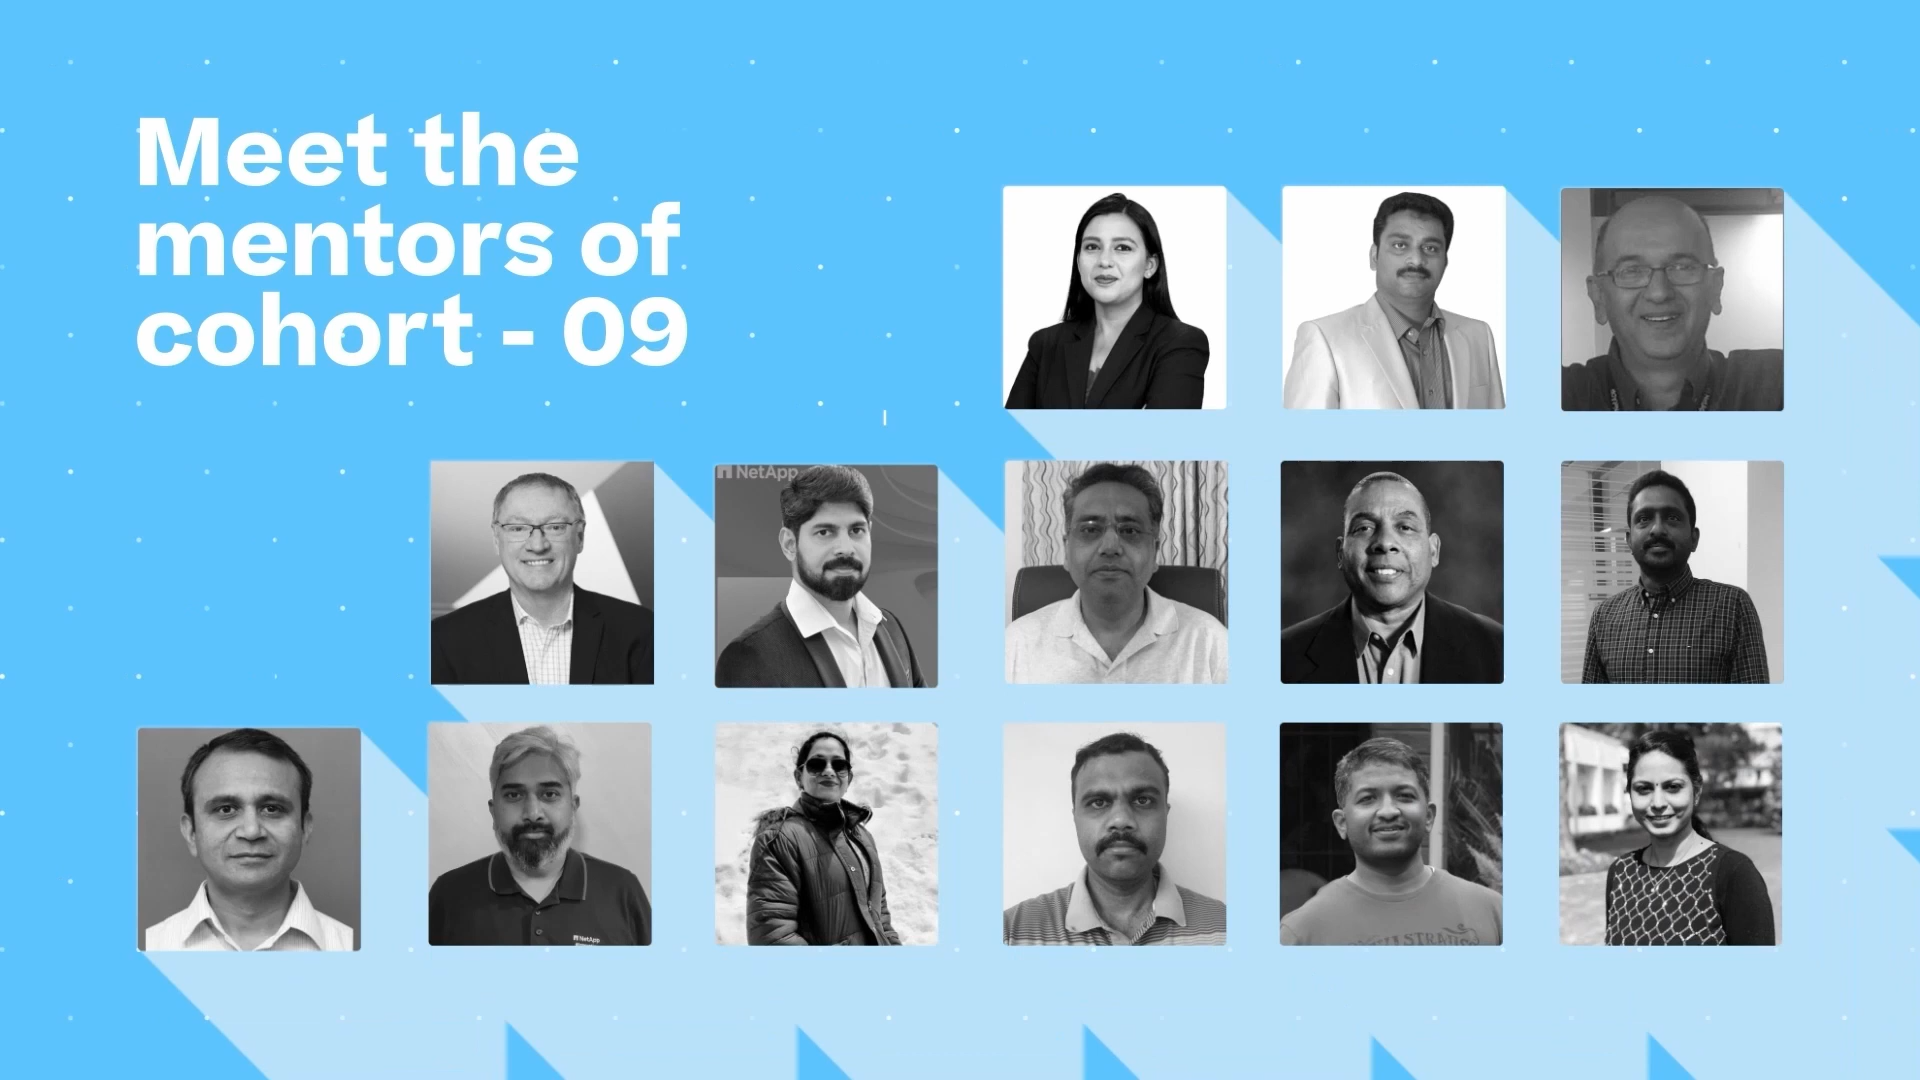 Meet the
mentors of
cohort - 09
NetApp
NetApp